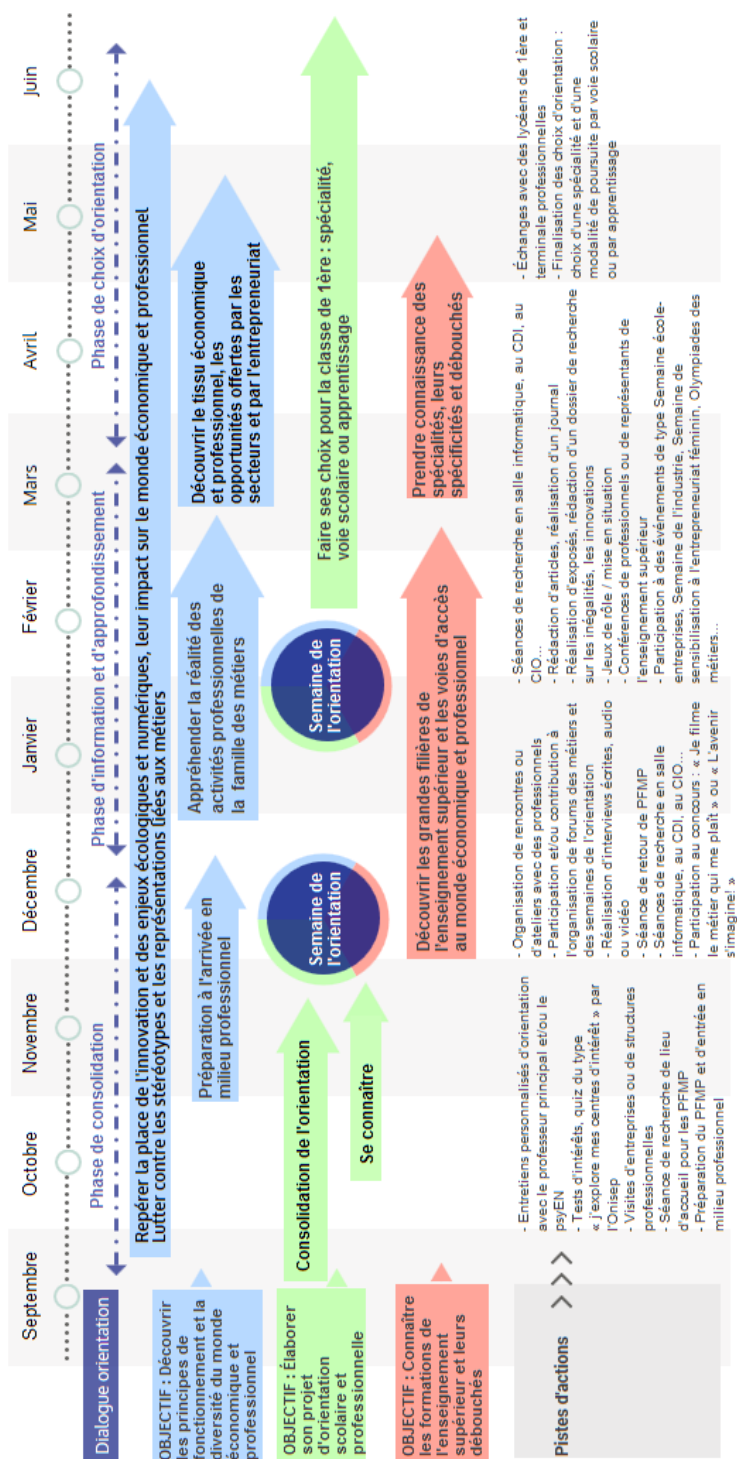 Septembre
Octobre
Novembre
Décembre
Janvier
Février
Mars
Avril
Mai
Juin
Dialogue orientation
Phase de consolidation
Phase d'information et d'approfondissement
Phase de choix d'orientation
OBJECTIF : Découvrir
les principes de
fonctionnement et la
diversité du monde
économique et
professionnel
Repérer la place de l'innovation et des enjeux écologiques et numériques, leur impact sur le monde économique et professionnel
Lutter contre les stéréotypes et les représentations liées aux métiers
Préparation à l'arrivée en
milieu professionnel
Appréhender la réalité des
activités professionnelles de
la famille des métiers
Découvrir le tissu économique
et professionnel, les
opportunités offertes par les
secteurs et par l'entrepreneuriat
OBJECTIF : Élaborer
son projet
d'orientation
scolaire et
professionnelle
Consolidation de l'orientation
Se connaître
Semaine de
l'orientation
Semaine de
l'orientation
Faire ses choix pour la classe de 1ère : spécialité,
voie scolaire ou apprentissage
OBJECTIF : Connaître
les formations de
l'enseignement
supérieur et leurs
débouchés
Découvrir les grandes filières de
l'enseignement supérieur et les voies d'accès
au monde économique et professionnel
Prendre connaissance des
spécialités, leurs
spécificités et débouchés
Pistes d'actions
- Entretiens personnalisés d'orientation
avec le professeur principal et/ou le
psyEN
- Tests d'intérêts, quiz du type
« j'explore mes centres d'intérêt » par
l'Onisep
- Visites d'entreprises ou de structures
professionnelles
- Séance de recherche de lieu
d'accueil pour les PFMP
- Préparation du PFMP et d'entrée en
milieu professionnel
- Organisation de rencontres ou
d'ateliers avec des professionnels
- Participation et/ou contribution à
l'organisation de forums des métiers et
des semaines de l'orientation
- Réalisation d'interviews écrites, audio
ou vidéo
- Séance de retour de PFMP
- Séances de recherche en salle
informatique, au CDI, au CIO...
- Participation au concours : « Je filme
le métier qui me plaît » ou « L'avenir
s'imagine! »
- Séances de recherche en salle informatique, au CDI, au
CIO...
- Rédaction d'articles, réalisation d'un journal
- Réalisation d'exposés, rédaction d'un dossier de recherche
sur les inégalités, les innovations
- Jeux de rôle / mise en situation
- Conférences de professionnels ou de représentants de
l'enseignement supérieur
- Participation à des événements de type Semaine école-
entreprises, Semaine de l'industrie, Semaine de
sensibilisation à l'entrepreneuriat féminin, Olympiades des
métiers...
- Échanges avec des lycéens de 1ère et
terminale professionnelles
- Finalisation des choix d'orientation :
choix d'une spécialité et d'une
modalité de poursuite par voie scolaire
ou par apprentissage